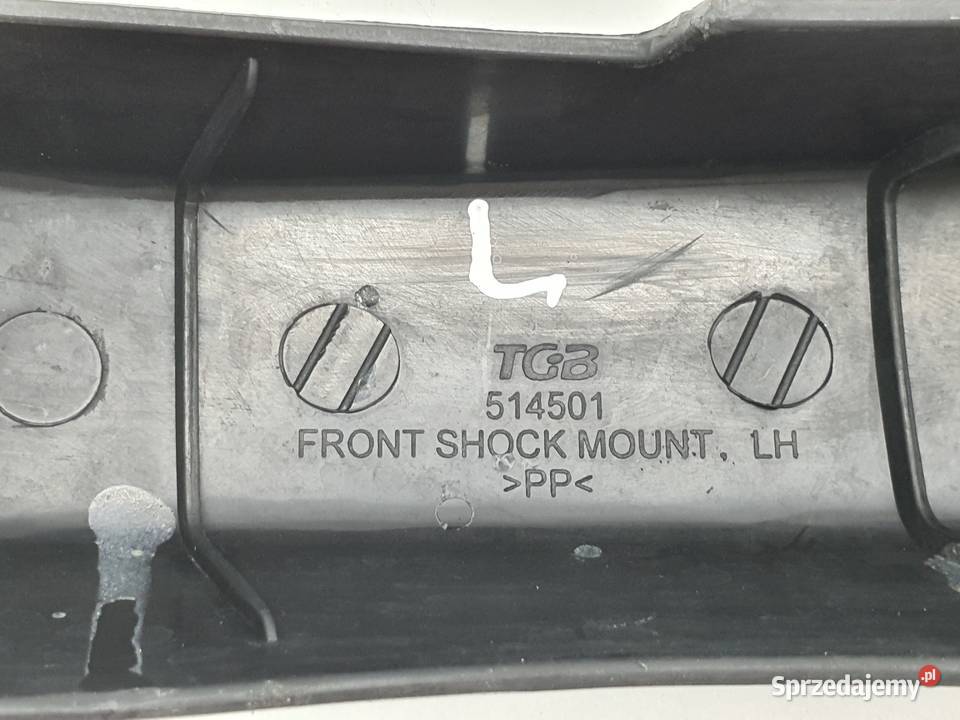 L
TGB
514501
FRONT SHOCK MOUNT, LH
>PP<
Sprzedajemy.pl